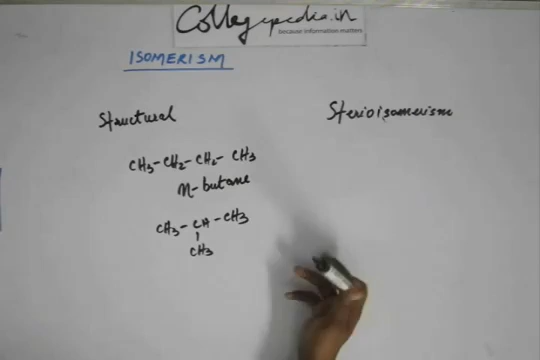 Collegepedia.in
because information matters
ISOMERISM
Structural
Sterioisomerism
CH3-CH2-CH2-CH3
n-butane
CH3-CH-CH3
|
CH3